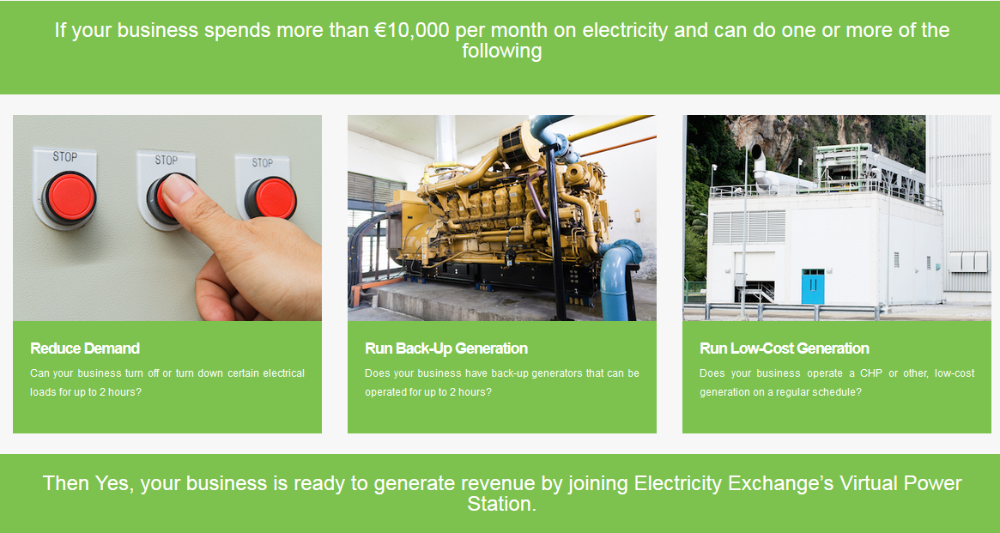 If your business spends more than €10,000 per month on electricity and can do one or more of the
following
STOP
STOP
STOP
Reduce Demand
Can your business turn off or turn down certain electrical
loads for up to 2 hours?
Run Back-Up Generation
Does your business have back-up generators that can be
operated for up to 2 hours?
Run Low-Cost Generation
Does your business operate a CHP or other, low-cost
generation on a regular schedule?
Then Yes, your business is ready to generate revenue by joining Electricity Exchange’s Virtual Power
Station.